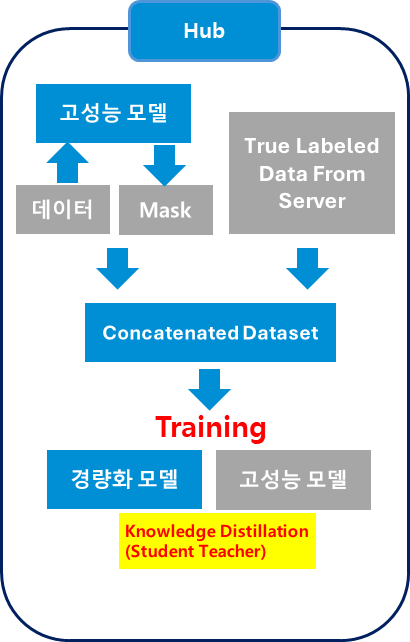 Hub
고성능 모델
데이터
Mask
True Labeled
Data From
Server
Concatenated Dataset
Training
경량화 모델
고성능 모델
Knowledge Distillation
(Student Teacher)